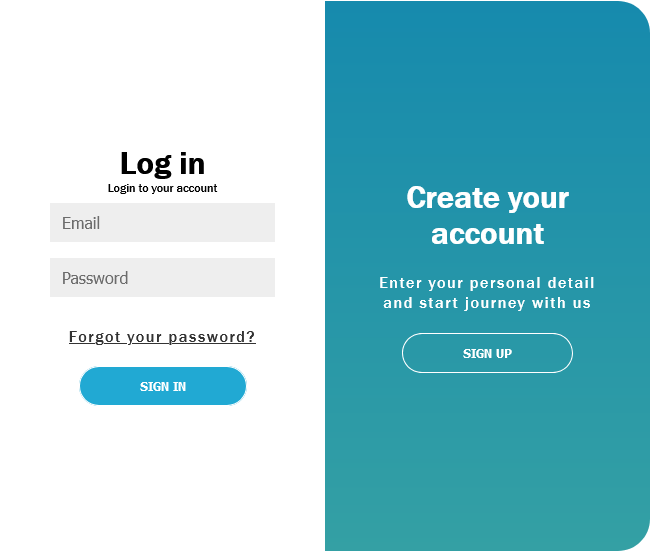 Log in
Login to your account
Email
Password
Forgot your password?
SIGN IN
Create your
account
Enter your personal detail
and start journey with us
SIGN UP